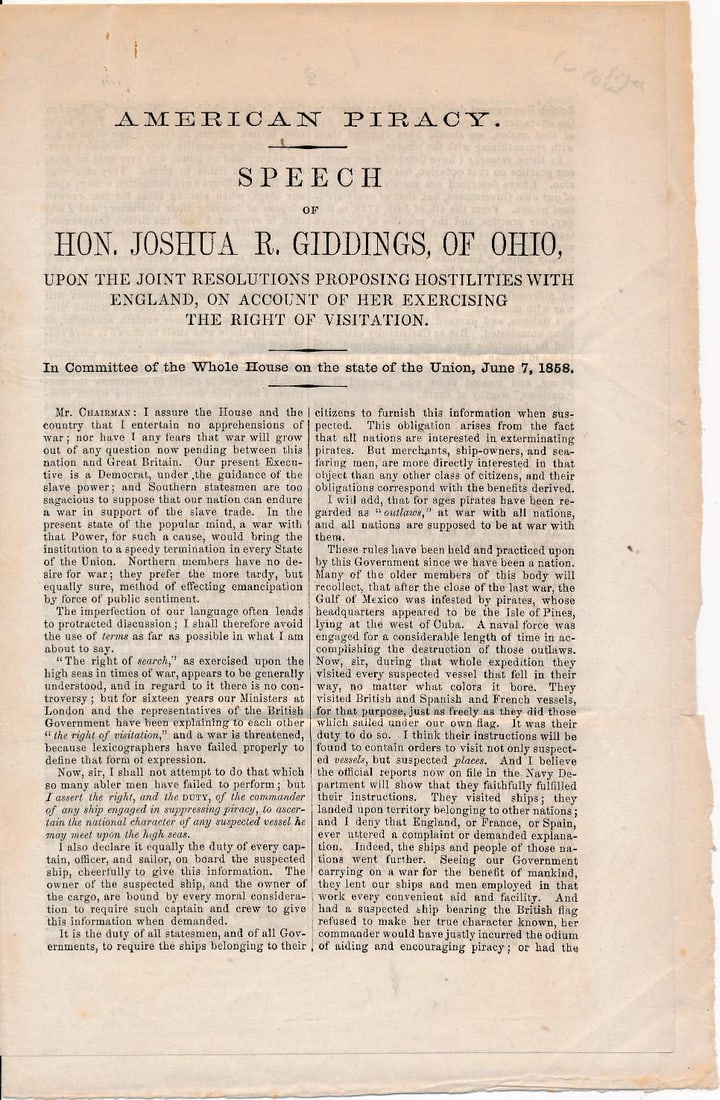 AMERICAN PIRACY.
SPEECH
OF
HON. JOSHUA R. GIDDINGS, OF OHIO,
UPON THE JOINT RESOLUTIONS PROPOSING HOSTILITIES WITH
ENGLAND, ON ACCOUNT OF HER EXERCISING
THE RIGHT OF VISITATION.
In Committee of the Whole House on the state of the Union, June 7, 1858.
Mr. CHAIRMAN: I assure the House and the
country that I entertain no apprehensions of
war; nor have I any fears that war will grow
out of any question now pending between this
nation and Great Britain. Our present Execu-
tive is a Democrat, under the guidance of the
slave power; and Southern statesmen are too
sagacious to suppose that our nation can endure
a war in support of the slave trade. In the
present state of the popular mind, a war with
that Power, for such a cause, would bring the
institution to a speedy termination in every State
of the Union. Northern members have no de-
sire for war; they prefer the more tardy, but
equally sure, method of effecting emancipation
by force of public sentiment.
The imperfection of our language often leads
to protracted discussion; I shall therefore avoid
the use of terms as far as possible in what I am
about to say.
"The right of search," as exercised upon the
high seas in times of war, appears to be generally
understood, and in regard to it there is no con-
troversy; but for sixteen years our Ministers at
London and the representatives of the British
Government have been explaining to each other
"the right of visitation," and a war is threatened,
because lexicographers have failed properly to
define that form of expression.
Now, sir, I shall not attempt to do that which
so many abler men have failed to perform; but
I assert the right, and the DUTY, of the commander
of any ship engaged in suppressing piracy, to ascer-
tain the national character of any suspected vessel he
may meet upon the high seas.
I also declare it equally the duty of every cap-
tain, officer, and sailor, on board the suspected
ship, cheerfully to give this information. The
owner of the suspected ship, and the owner of
the cargo, are bound by every moral considera-
tion to require such captain and crew to give
this information when demanded.
It is the duty of all statesmen, and of all Gov-
ernments, to require the ships belonging to their
citizens to furnish this information when sus-
pected. This obligation arises from the fact
that all nations are interested in exterminating
pirates. But merchants, ship-owners, and sea-
faring men, are more directly interested in that
object than any other class of citizens, and their
obligations correspond with the benefits derived.
I will add, that for ages pirates have been re-
garded as "outlaws," at war with all nations,
and all nations are supposed to be at war with
them.
These rules have been held and practiced upon
by this Government since we have been a nation.
Many of the older members of this body will
recollect, that after the close of the last war, the
Gulf of Mexico was infested by pirates, whose
headquarters appeared to be the Isle of Pines,
lying at the west of Cuba. A naval force was
engaged for a considerable length of time in ac-
complishing the destruction of those outlaws.
Now, sir, during that whole expedition they
visited every suspected vessel that fell in their
way, no matter what colors it bore. They
visited British and Spanish and French vessels,
for that purpose, just as freely as they did those
which sailed under our own flag. It was their
duty to do so. I think their instructions will be
found to contain orders to visit not only suspect-
ed vessels, but suspected places. And I believe
the official reports now on file in the Navy De-
partment will show that they faithfully fulfilled
their instructions. They visited ships; they
landed upon territory belonging to other nations;
and I deny that England, or France, or Spain,
ever uttered a complaint or demanded explana-
tion. Indeed, the ships and people of those na-
tions went further. Seeing our Government
carrying on a war for the benefit of mankind,
they lent our ships and men employed in that
work every convenient aid and facility. And
had a suspected ship bearing the British flag
refused to make her true character known, her
commander would have justly incurred the odium
of aiding and encouraging piracy; or had the